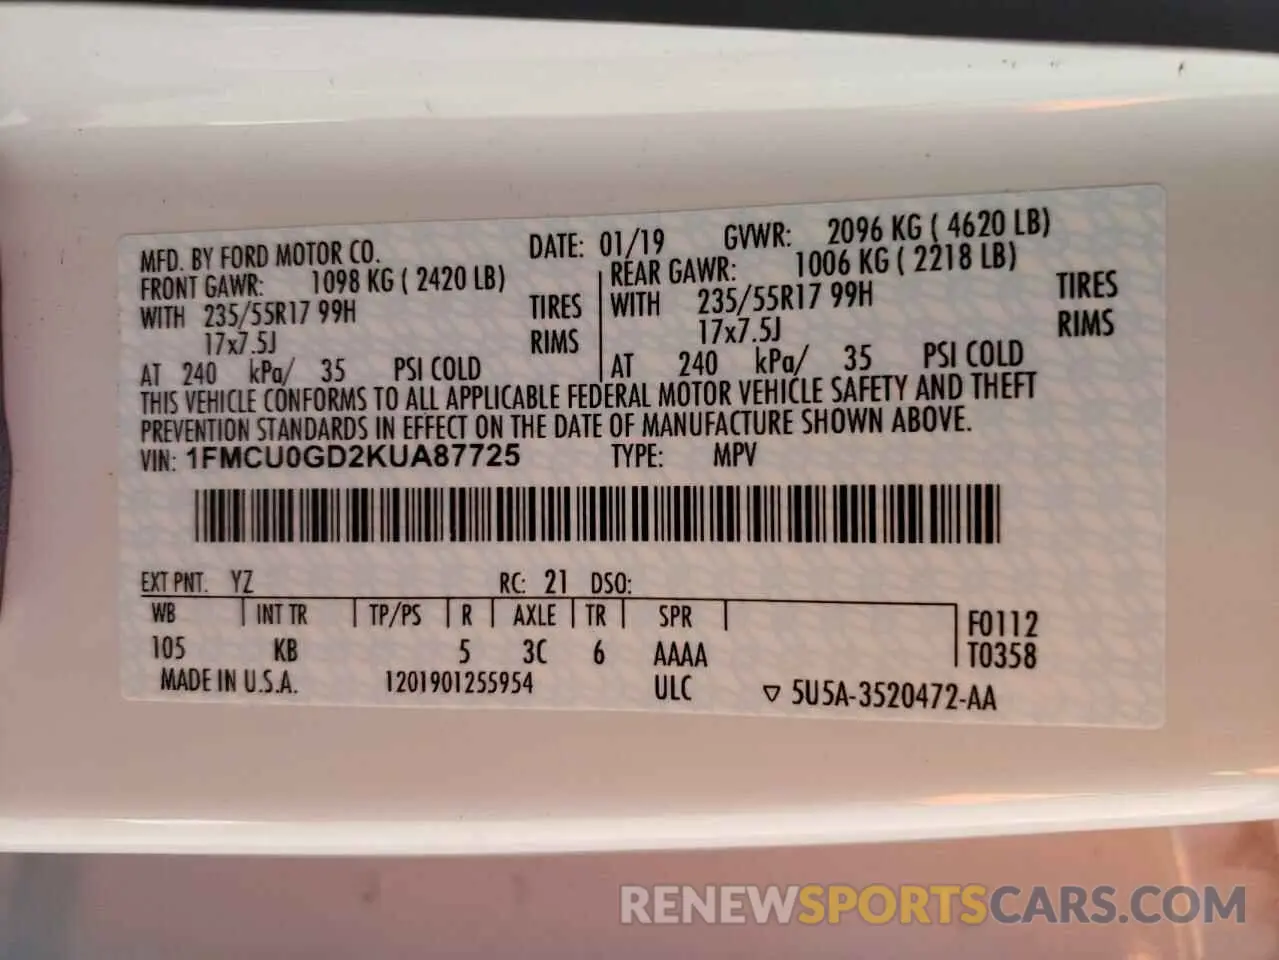 MFD. BY FORD MOTOR CO. DATE: 01/19 GVWR: 2096 KG ( 4620 LB)
FRONT GAWR: 1098 KG ( 2420 LB) REAR GAWR: 1006 KG ( 2218 LB)
WITH 235/55R17 99H TIRES WITH 235/55R17 99H TIRES
17x7.5J RIMS 17x7.5J RIMS
AT 240 kPa/ 35 PSI COLD AT 240 kPa/ 35 PSI COLD
THIS VEHICLE CONFORMS TO ALL APPLICABLE FEDERAL MOTOR VEHICLE SAFETY AND THEFT
PREVENTION STANDARDS IN EFFECT ON THE DATE OF MANUFACTURE SHOWN ABOVE.
VIN: 1FMCU0GD2KUA87725 TYPE: MPV
EXT PNT. YZ RC: 21 DSO:
WB INT TR TP/PS R AXLE TR SPR F0112
105 KB 5 3C 6 AAAA T0358
MADE IN U.S.A. 1201901255954 ULC ▽ 5U5A-3520472-AA
RENEWSPORTSCARS.COM